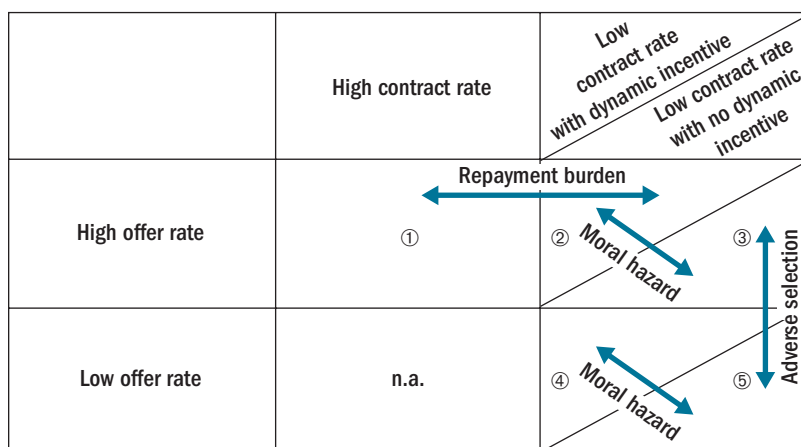 High contract rate
Low
contract rate
with dynamic incentive
Low contract rate
with no dynamic
incentive
Repayment burden
High offer rate
①
②
Moral hazard
③
Adverse selection
Low offer rate
n.a.
④
Moral hazard
⑤